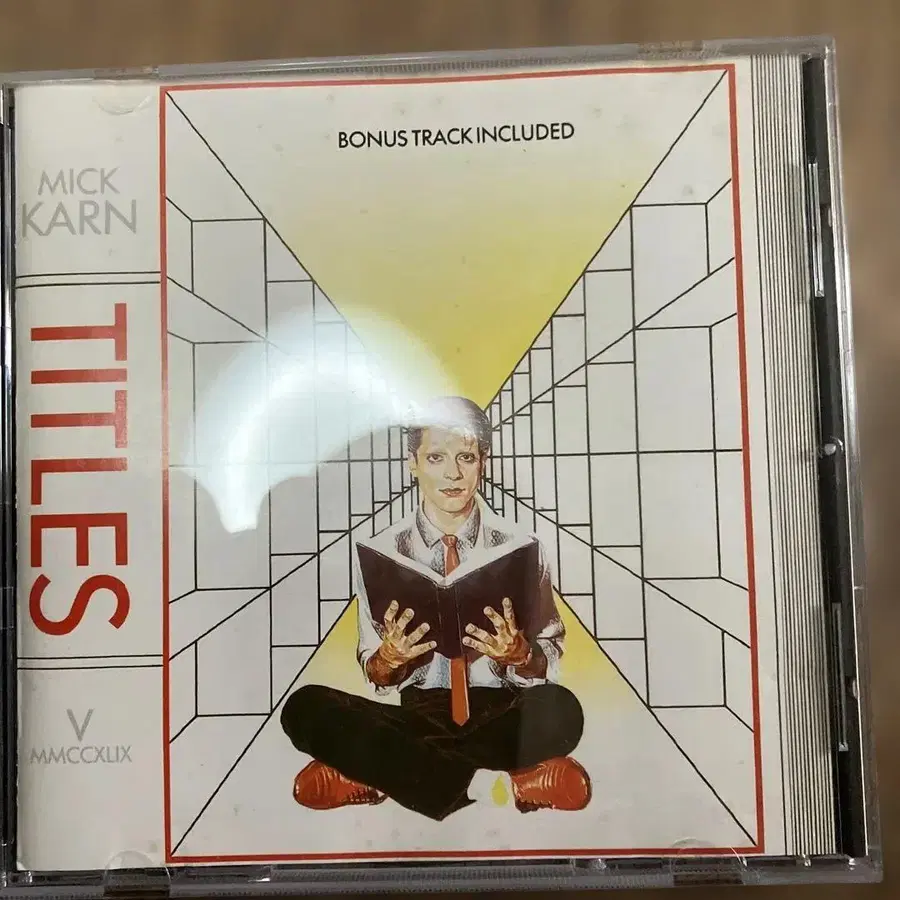 BONUS TRACK INCLUDED
MICK
KARN
TITLES
V
MMCCXLIX